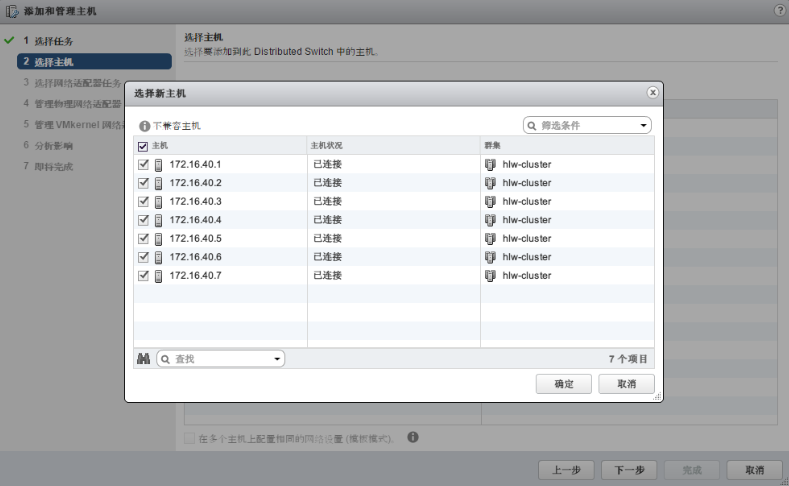 添加和管理主机
?
1 选择任务
2 选择主机
3 选择网络适配器任务
4 管理物理网络适配器
5 管理 VMkernel 网络
6 分析影响
7 即将完成
选择主机
选择要添加到此 Distributed Switch 中的主机。
选择新主机
不兼容主机
筛选条件
主机 主机状况 群集
172.16.40.1 已连接 hlw-cluster
172.16.40.2 已连接 hlw-cluster
172.16.40.3 已连接 hlw-cluster
172.16.40.4 已连接 hlw-cluster
172.16.40.5 已连接 hlw-cluster
172.16.40.6 已连接 hlw-cluster
172.16.40.7 已连接 hlw-cluster
查找
7 个项目
确定 取消
在多个主机上配置相同的网络设置 (模板模式)。
上一步 下一步 完成 取消